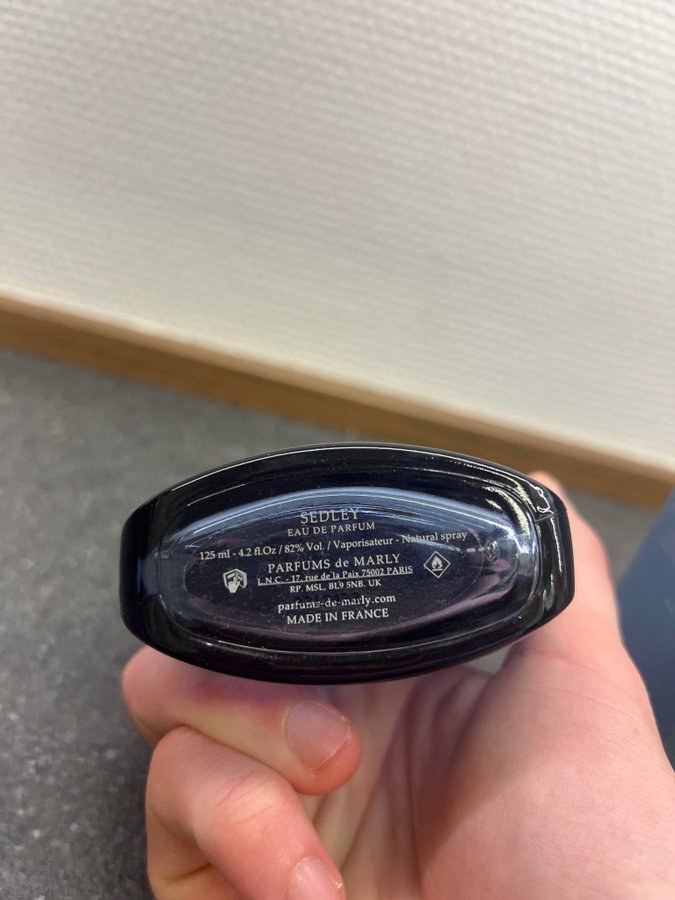 SEDLEY
EAU DE PARFUM
125 ml - 4.2 fl.Oz / 82% Vol. / Vaporisateur - Natural spray
PARFUMS de MARLY
L.N.C. - 17, rue de la Paix 75002 PARIS
RP. MSL, BL9 5NB. UK
parfums-de-marly.com
MADE IN FRANCE